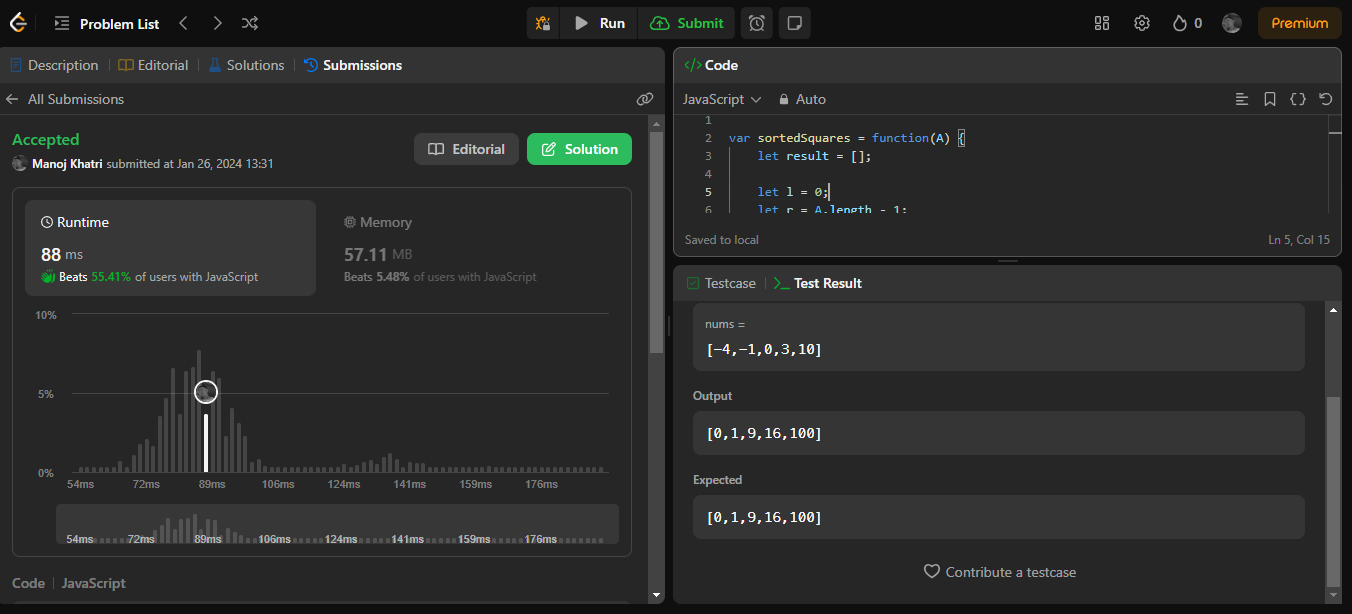 Problem List
Run
Submit
0
Premium
Description
Editorial
Solutions
Submissions
All Submissions
Accepted
Manoj Khatri submitted at Jan 26, 2024 13:31
Editorial
Solution
Runtime
88 ms
Beats 55.41% of users with JavaScript
Memory
57.11 MB
Beats 5.48% of users with JavaScript
10%
5%
0%
54ms 72ms 89ms 106ms 124ms 141ms 159ms 176ms
54ms 72ms 89ms 106ms 124ms 141ms 159ms 176ms
Code | JavaScript
</> Code
JavaScript
Auto
1
2 var sortedSquares = function(A) {
3 let result = [];
4
5 let l = 0;
6 let r = A.length - 1;
Saved to local
Ln 5, Col 15
Testcase
Test Result
nums =
[-4,-1,0,3,10]
Output
[0,1,9,16,100]
Expected
[0,1,9,16,100]
Contribute a testcase